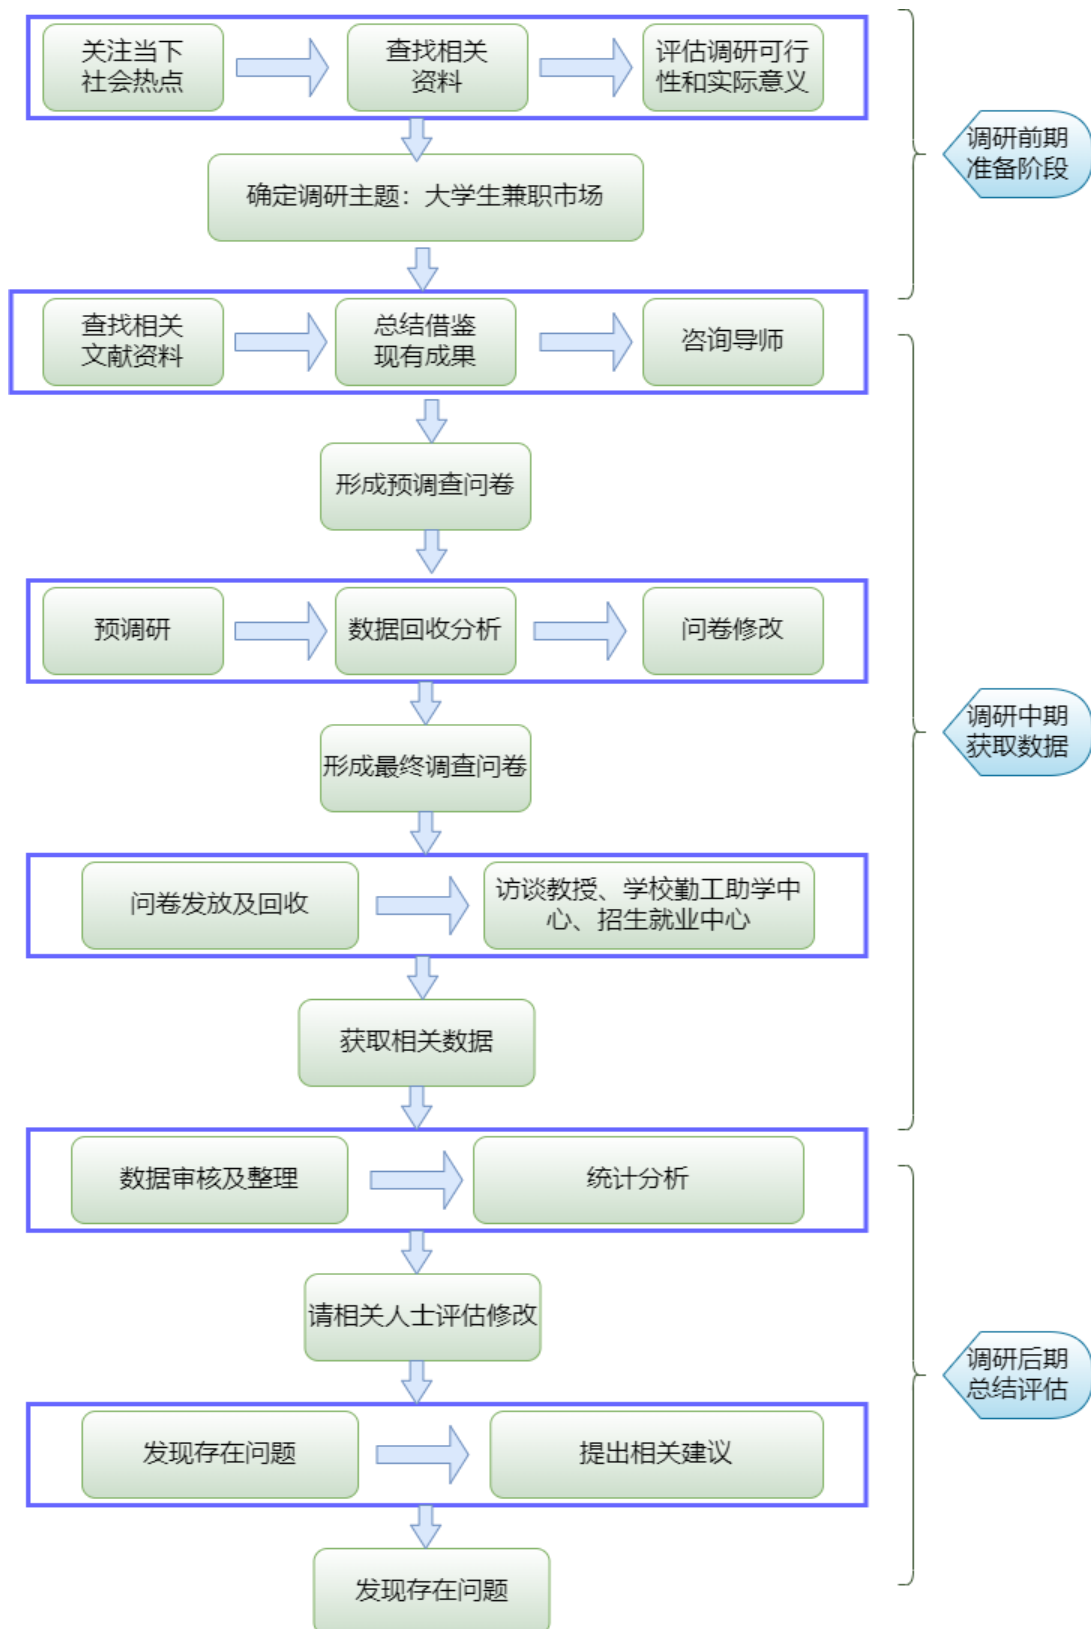 关注当下
社会热点
查找相关
资料
评估调研可行
性和实际意义
调研前期
准备阶段
确定调研主题：大学生兼职市场
查找相关
文献资料
总结借鉴
现有成果
咨询导师
形成预调查问卷
预调研
数据回收分析
问卷修改
调研中期
获取数据
形成最终调查问卷
问卷发放及回收
访谈教授、学校勤工助学中
心、招生就业中心
获取相关数据
数据审核及整理
统计分析
请相关人士评估修改
调研后期
总结评估
发现存在问题
提出相关建议
发现存在问题